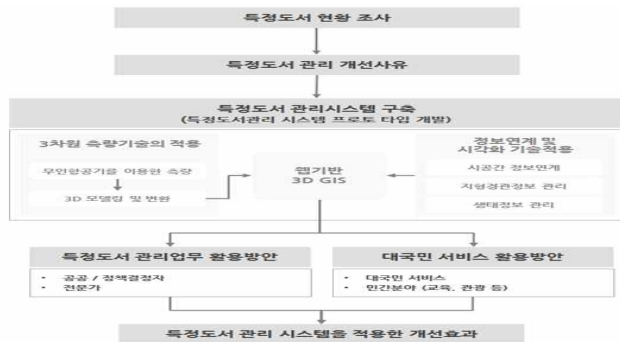 특정도서 현황 조사
특정도서 관리 개선사유
특정도서 관리시스템 구축
(특정도서관리 시스템 프로토 타입 개발)
3차원 측량기술의 적용
무인항공기를 이용한 측량
3D 모델링 및 변환
웹기반
3D GIS
정보연계 및
시각화 기술적용
시공간 정보연계
지형경관정보 관리
생태정보 관리
특정도서 관리업무 활용방안
• 공공 / 정책결정자
• 전문가
대국민 서비스 활용방안
• 대국민 서비스
• 민간분야 (교육, 관광 등)
특정도서 관리 시스템을 적용한 개선효과